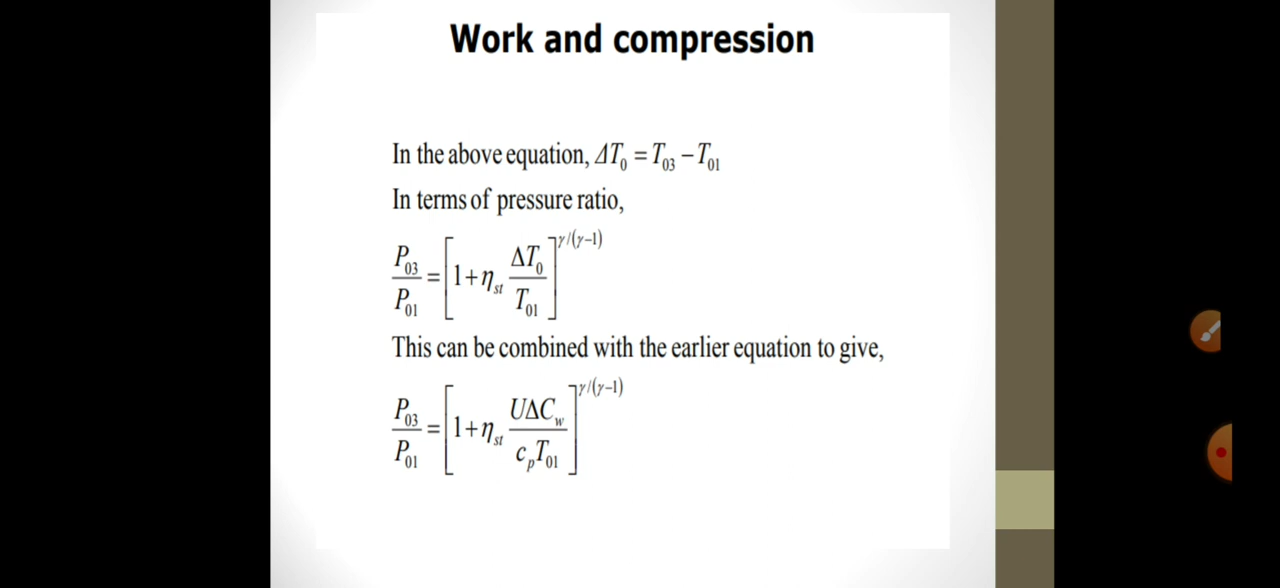 Work and compression
In the above equation, ΔT₀ = T₀₃ − T₀₁
In terms of pressure ratio,
P₀₃/P₀₁ = [1 + η_st ΔT₀/T₀₁]^(γ/(γ−1))
This can be combined with the earlier equation to give,
P₀₃/P₀₁ = [1 + η_st UΔC_w/(c_p T₀₁)]^(γ/(γ−1))